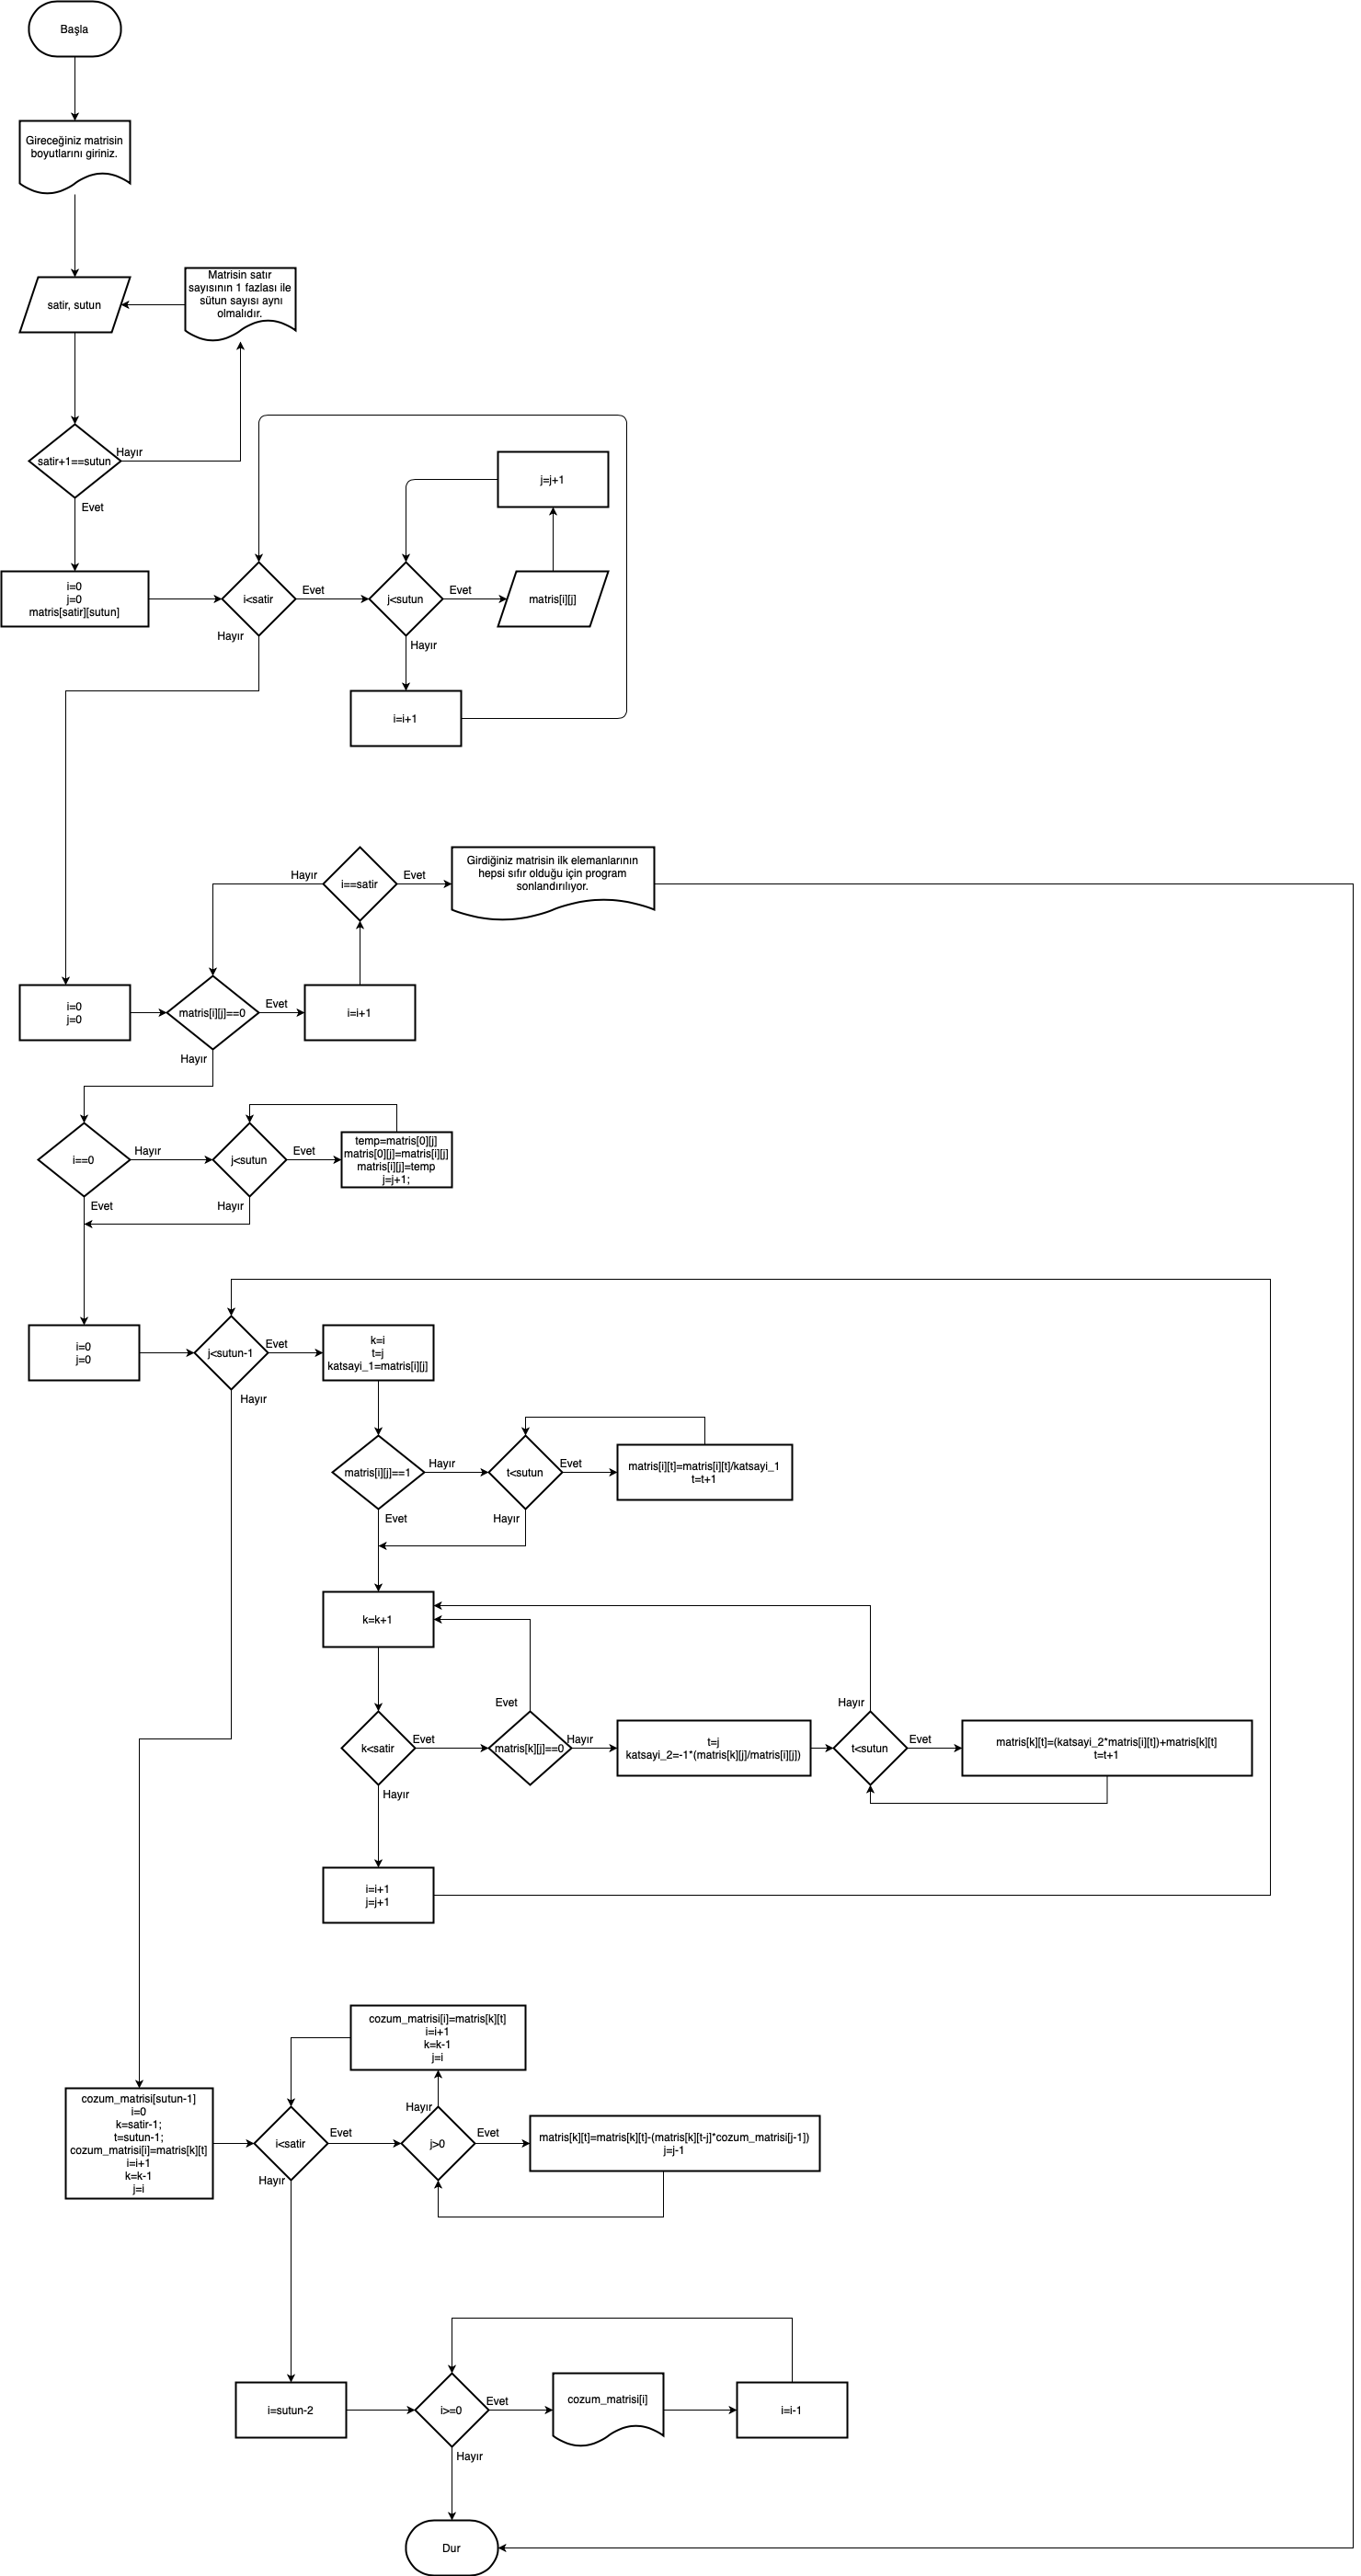 Başla
Gireceğiniz matrisin
boyutlarını giriniz.
satir, sutun
Matrisin satır
sayısının 1 fazlası ile
sütun sayısı aynı
olmalıdır.
satir+1==sutun
Hayır
Evet
i=0
j=0
matris[satir][sutun]
i<satir
Evet
Hayır
j<sutun
Evet
Hayır
matris[i][j]
j=j+1
i=i+1
i=0
j=0
matris[i][j]==0
Evet
Hayır
i=i+1
i==satir
Hayır
Evet
Girdiğiniz matrisin ilk elemanlarının
hepsi sıfır olduğu için program
sonlandırılıyor.
i==0
Hayır
Evet
j<sutun
Evet
Hayır
temp=matris[0][j]
matris[0][j]=matris[i][j]
matris[i][j]=temp
j=j+1;
i=0
j=0
j<sutun-1
Evet
Hayır
k=i
t=j
katsayi_1=matris[i][j]
matris[i][j]==1
Hayır
Evet
t<sutun
Evet
Hayır
matris[i][t]=matris[i][t]/katsayi_1
t=t+1
k=k+1
k<satir
Evet
Hayır
matris[k][j]==0
Evet
Hayır
t=j
katsayi_2=-1*(matris[k][j]/matris[i][j])
t<sutun
Hayır
Evet
matris[k][t]=(katsayi_2*matris[i][t])+matris[k][t]
t=t+1
i=i+1
j=j+1
cozum_matrisi[sutun-1]
i=0
k=satir-1;
t=sutun-1;
cozum_matrisi[i]=matris[k][t]
i=i+1
k=k-1
j=i
i<satir
Evet
Hayır
j>0
Hayır
Evet
cozum_matrisi[i]=matris[k][t]
i=i+1
k=k-1
j=i
matris[k][t]=matris[k][t]-(matris[k][t-j]*cozum_matrisi[j-1])
j=j-1
i=sutun-2
i>=0
Evet
Hayır
cozum_matrisi[i]
i=i-1
Dur